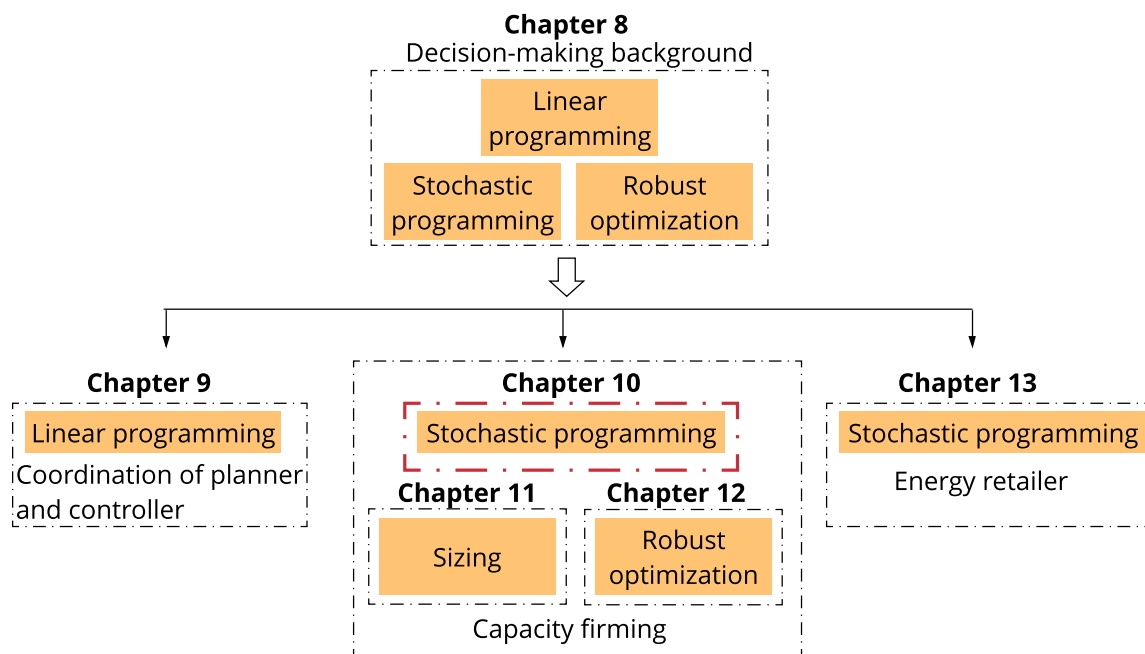 Chapter 8
Decision-making background
Linear
programming
Stochastic
programming
Robust
optimization
Chapter 9
Linear programming
Coordination of planner
and controller
Chapter 10
Stochastic programming
Chapter 11
Sizing
Chapter 12
Robust
optimization
Capacity firming
Chapter 13
Stochastic programming
Energy retailer